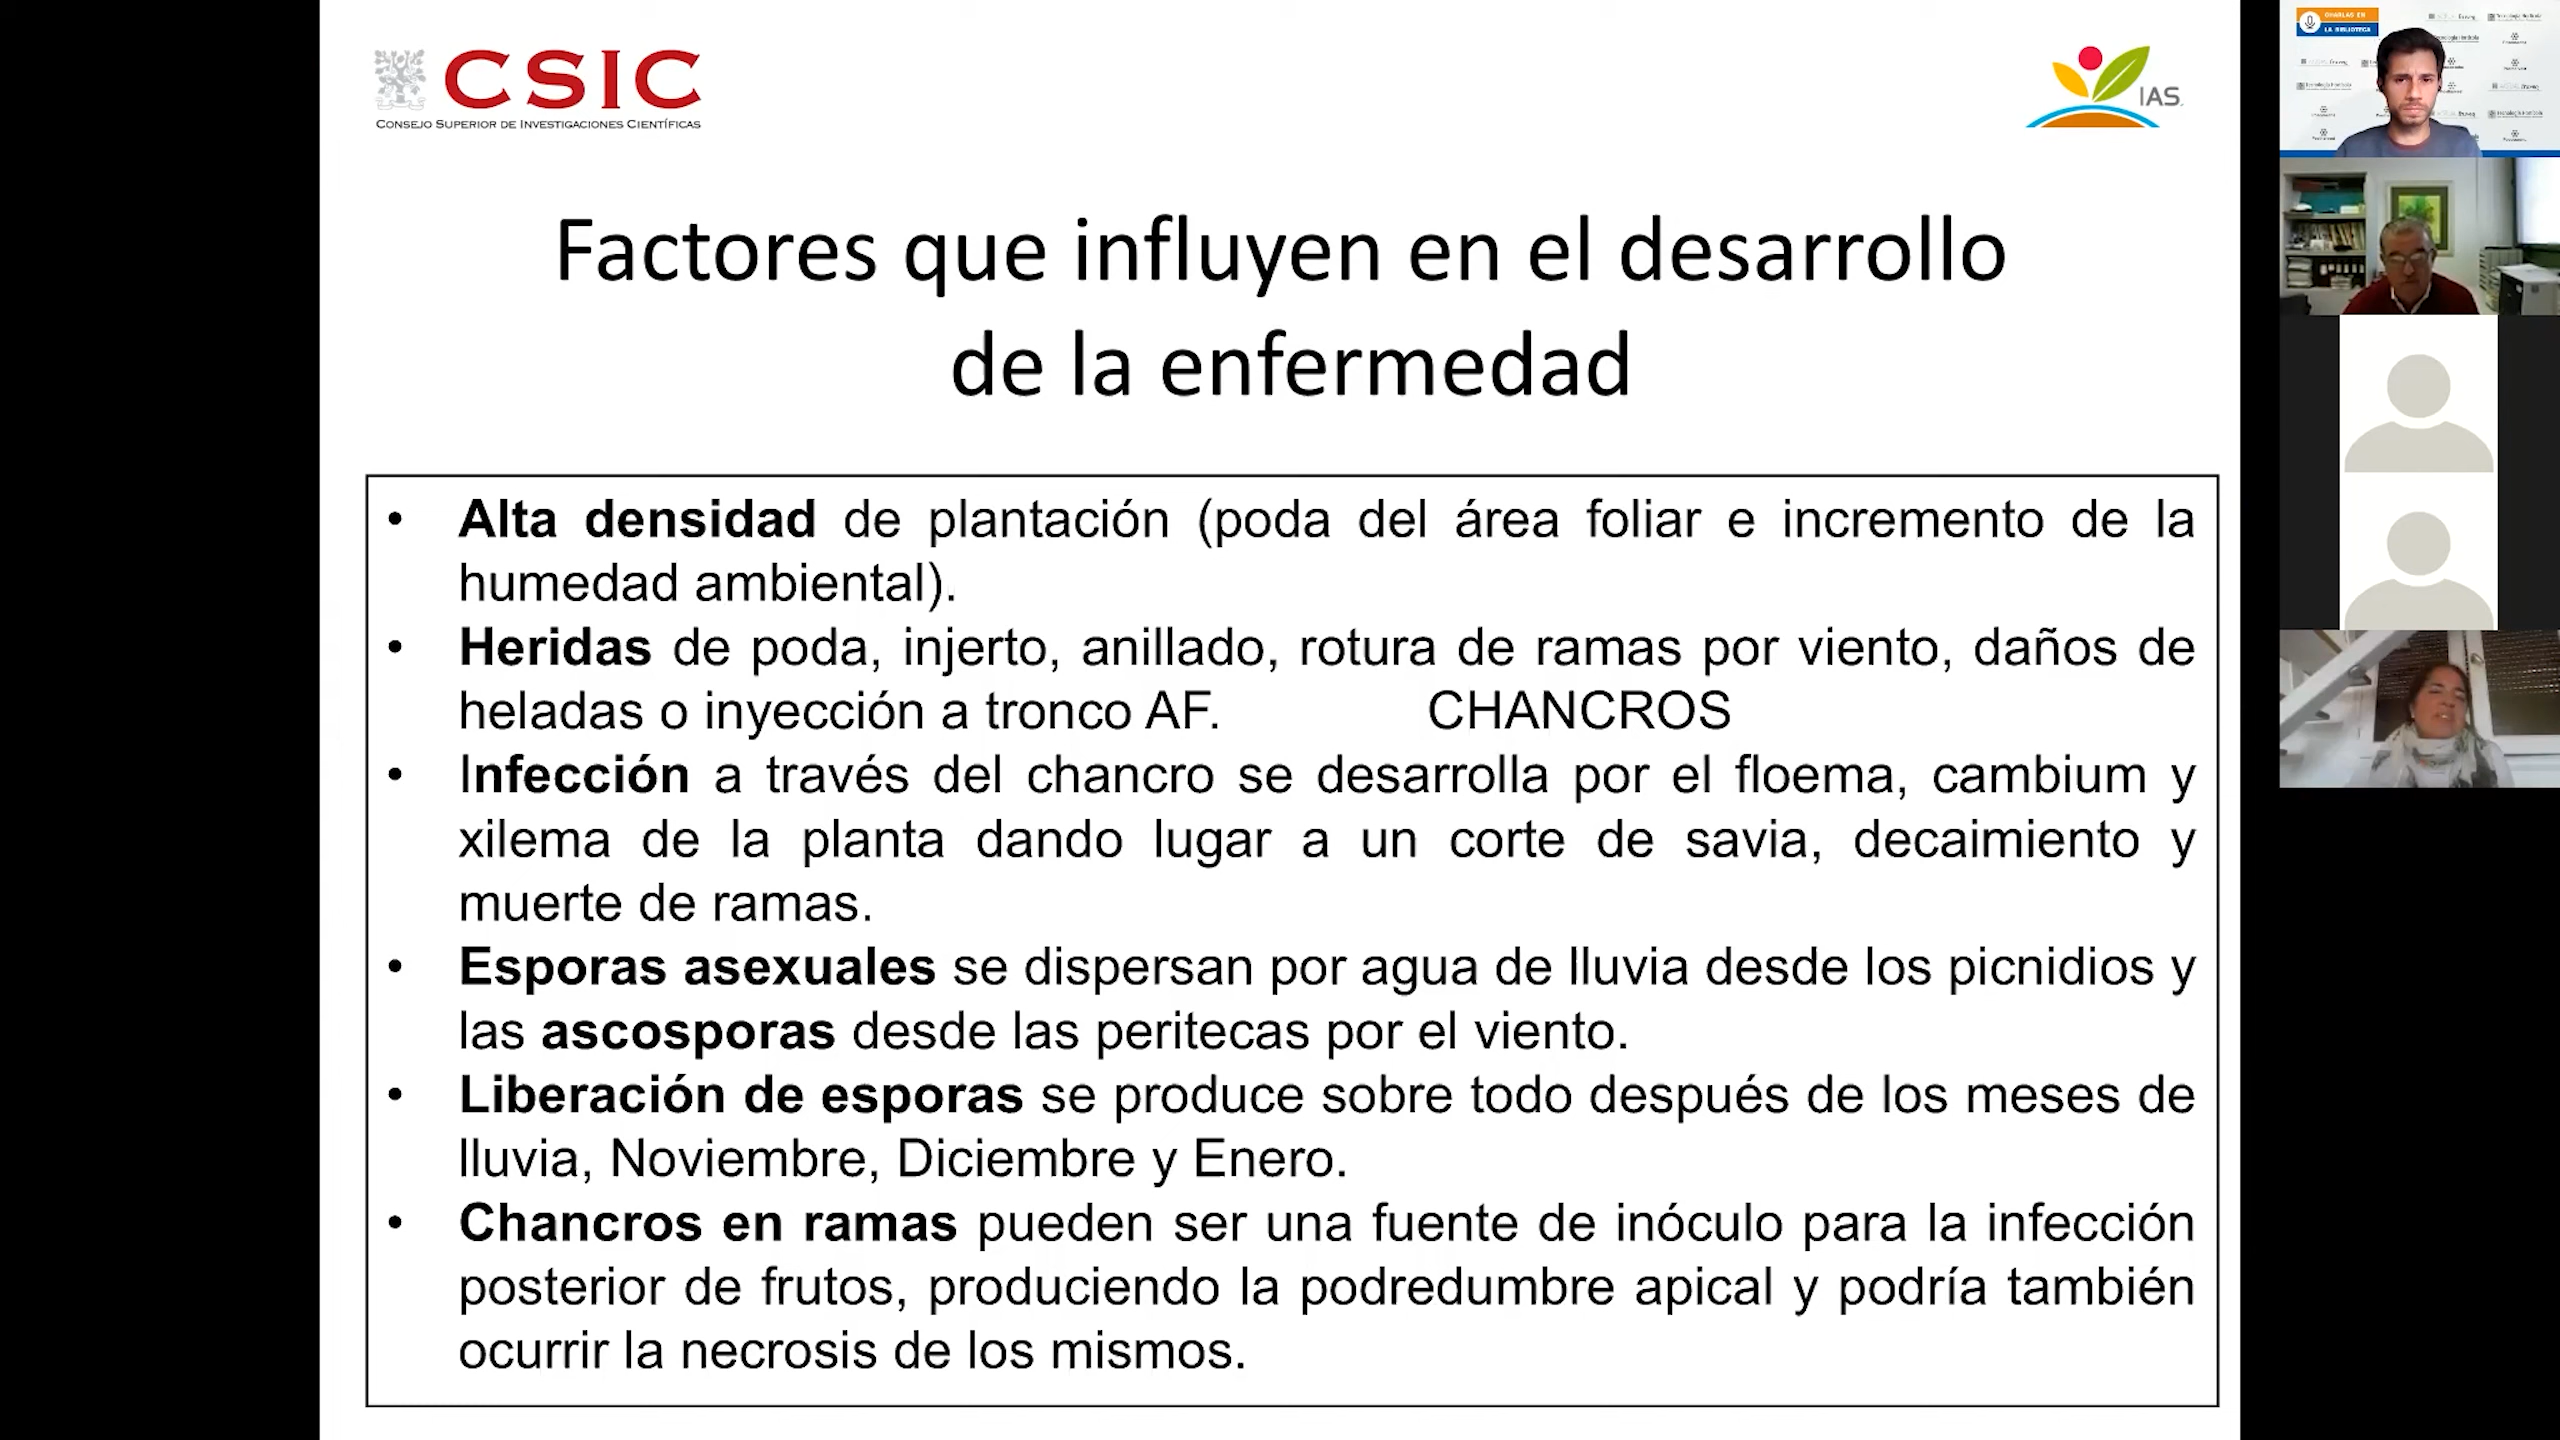 CSIC
CONSEJO SUPERIOR DE INVESTIGACIONES CIENTÍFICAS
IAS
CHARLAS EN
LA BIBLIOTECA
Factores que influyen en el desarrollo
de la enfermedad
• Alta densidad de plantación (poda del área foliar e incremento de la
humedad ambiental).
• Heridas de poda, injerto, anillado, rotura de ramas por viento, daños de
heladas o inyección a tronco AF. CHANCROS
• Infección a través del chancro se desarrolla por el floema, cambium y
xilema de la planta dando lugar a un corte de savia, decaimiento y
muerte de ramas.
• Esporas asexuales se dispersan por agua de lluvia desde los picnidios y
las ascosporas desde las peritecas por el viento.
• Liberación de esporas se produce sobre todo después de los meses de
lluvia, Noviembre, Diciembre y Enero.
• Chancros en ramas pueden ser una fuente de inóculo para la infección
posterior de frutos, produciendo la podredumbre apical y podría también
ocurrir la necrosis de los mismos.